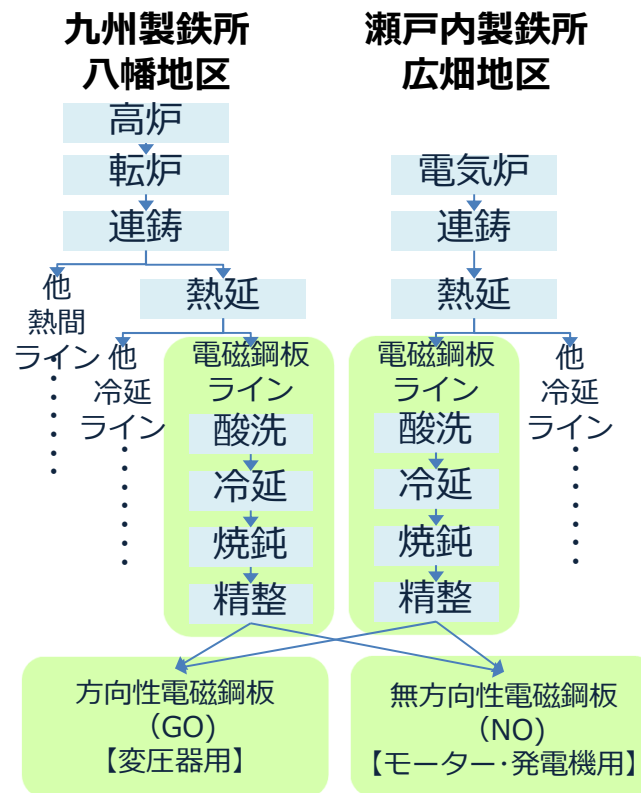 九州製鉄所
八幡地区
高炉
転炉
連鋳
他
熱間
ライン
・・・・・・
熱延
他
冷延
ライン
・・・・・・・
電磁鋼板
ライン
酸洗
冷延
焼鈍
精整
瀬戸内製鉄所
広畑地区
電気炉
連鋳
熱延
電磁鋼板
ライン
酸洗
冷延
焼鈍
精整
他
冷延
ライン
・・・・・・・
方向性電磁鋼板
（GO）
【変圧器用】
無方向性電磁鋼板
（NO）
【モーター・発電機用】